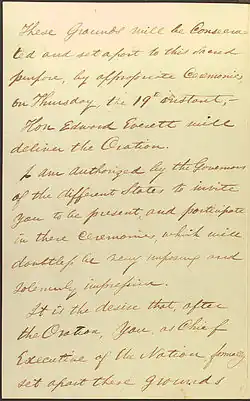 These Grounds will be Consecra
ted and set apart to this Sacred
purpose, by appropriate Ceremonies,
On Thursday, the 19th instant,-
Hon Edward Everett will
deliver the Oration.
I am authorized by the Governors
of the different States to invite
you to be present, and participate
in these ceremonies, which will
doubtless be very imposing and
solemnly impressive.
It is the desire that, after
the Oration, You, as Chief
Executive of the Nation formally
set apart these grounds